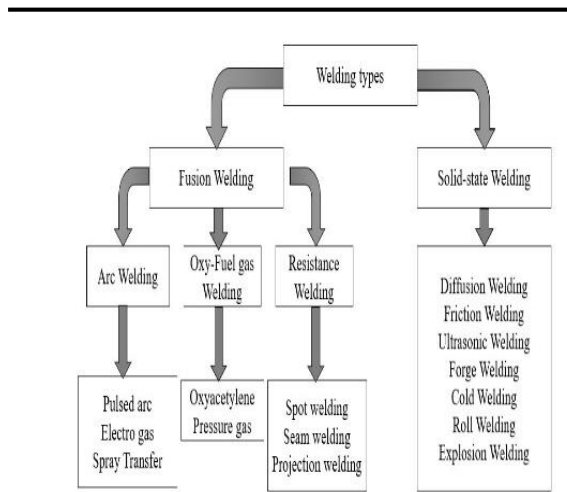 Welding types
Fusion Welding
Solid-state Welding
Arc Welding
Oxy-Fuel gas
Welding
Resistance
Welding
Pulsed arc
Electro gas
Spray Transfer
Oxyacetylene
Pressure gas
Spot welding
Seam welding
Projection welding
Diffusion Welding
Friction Welding
Ultrasonic Welding
Forge Welding
Cold Welding
Roll Welding
Explosion Welding